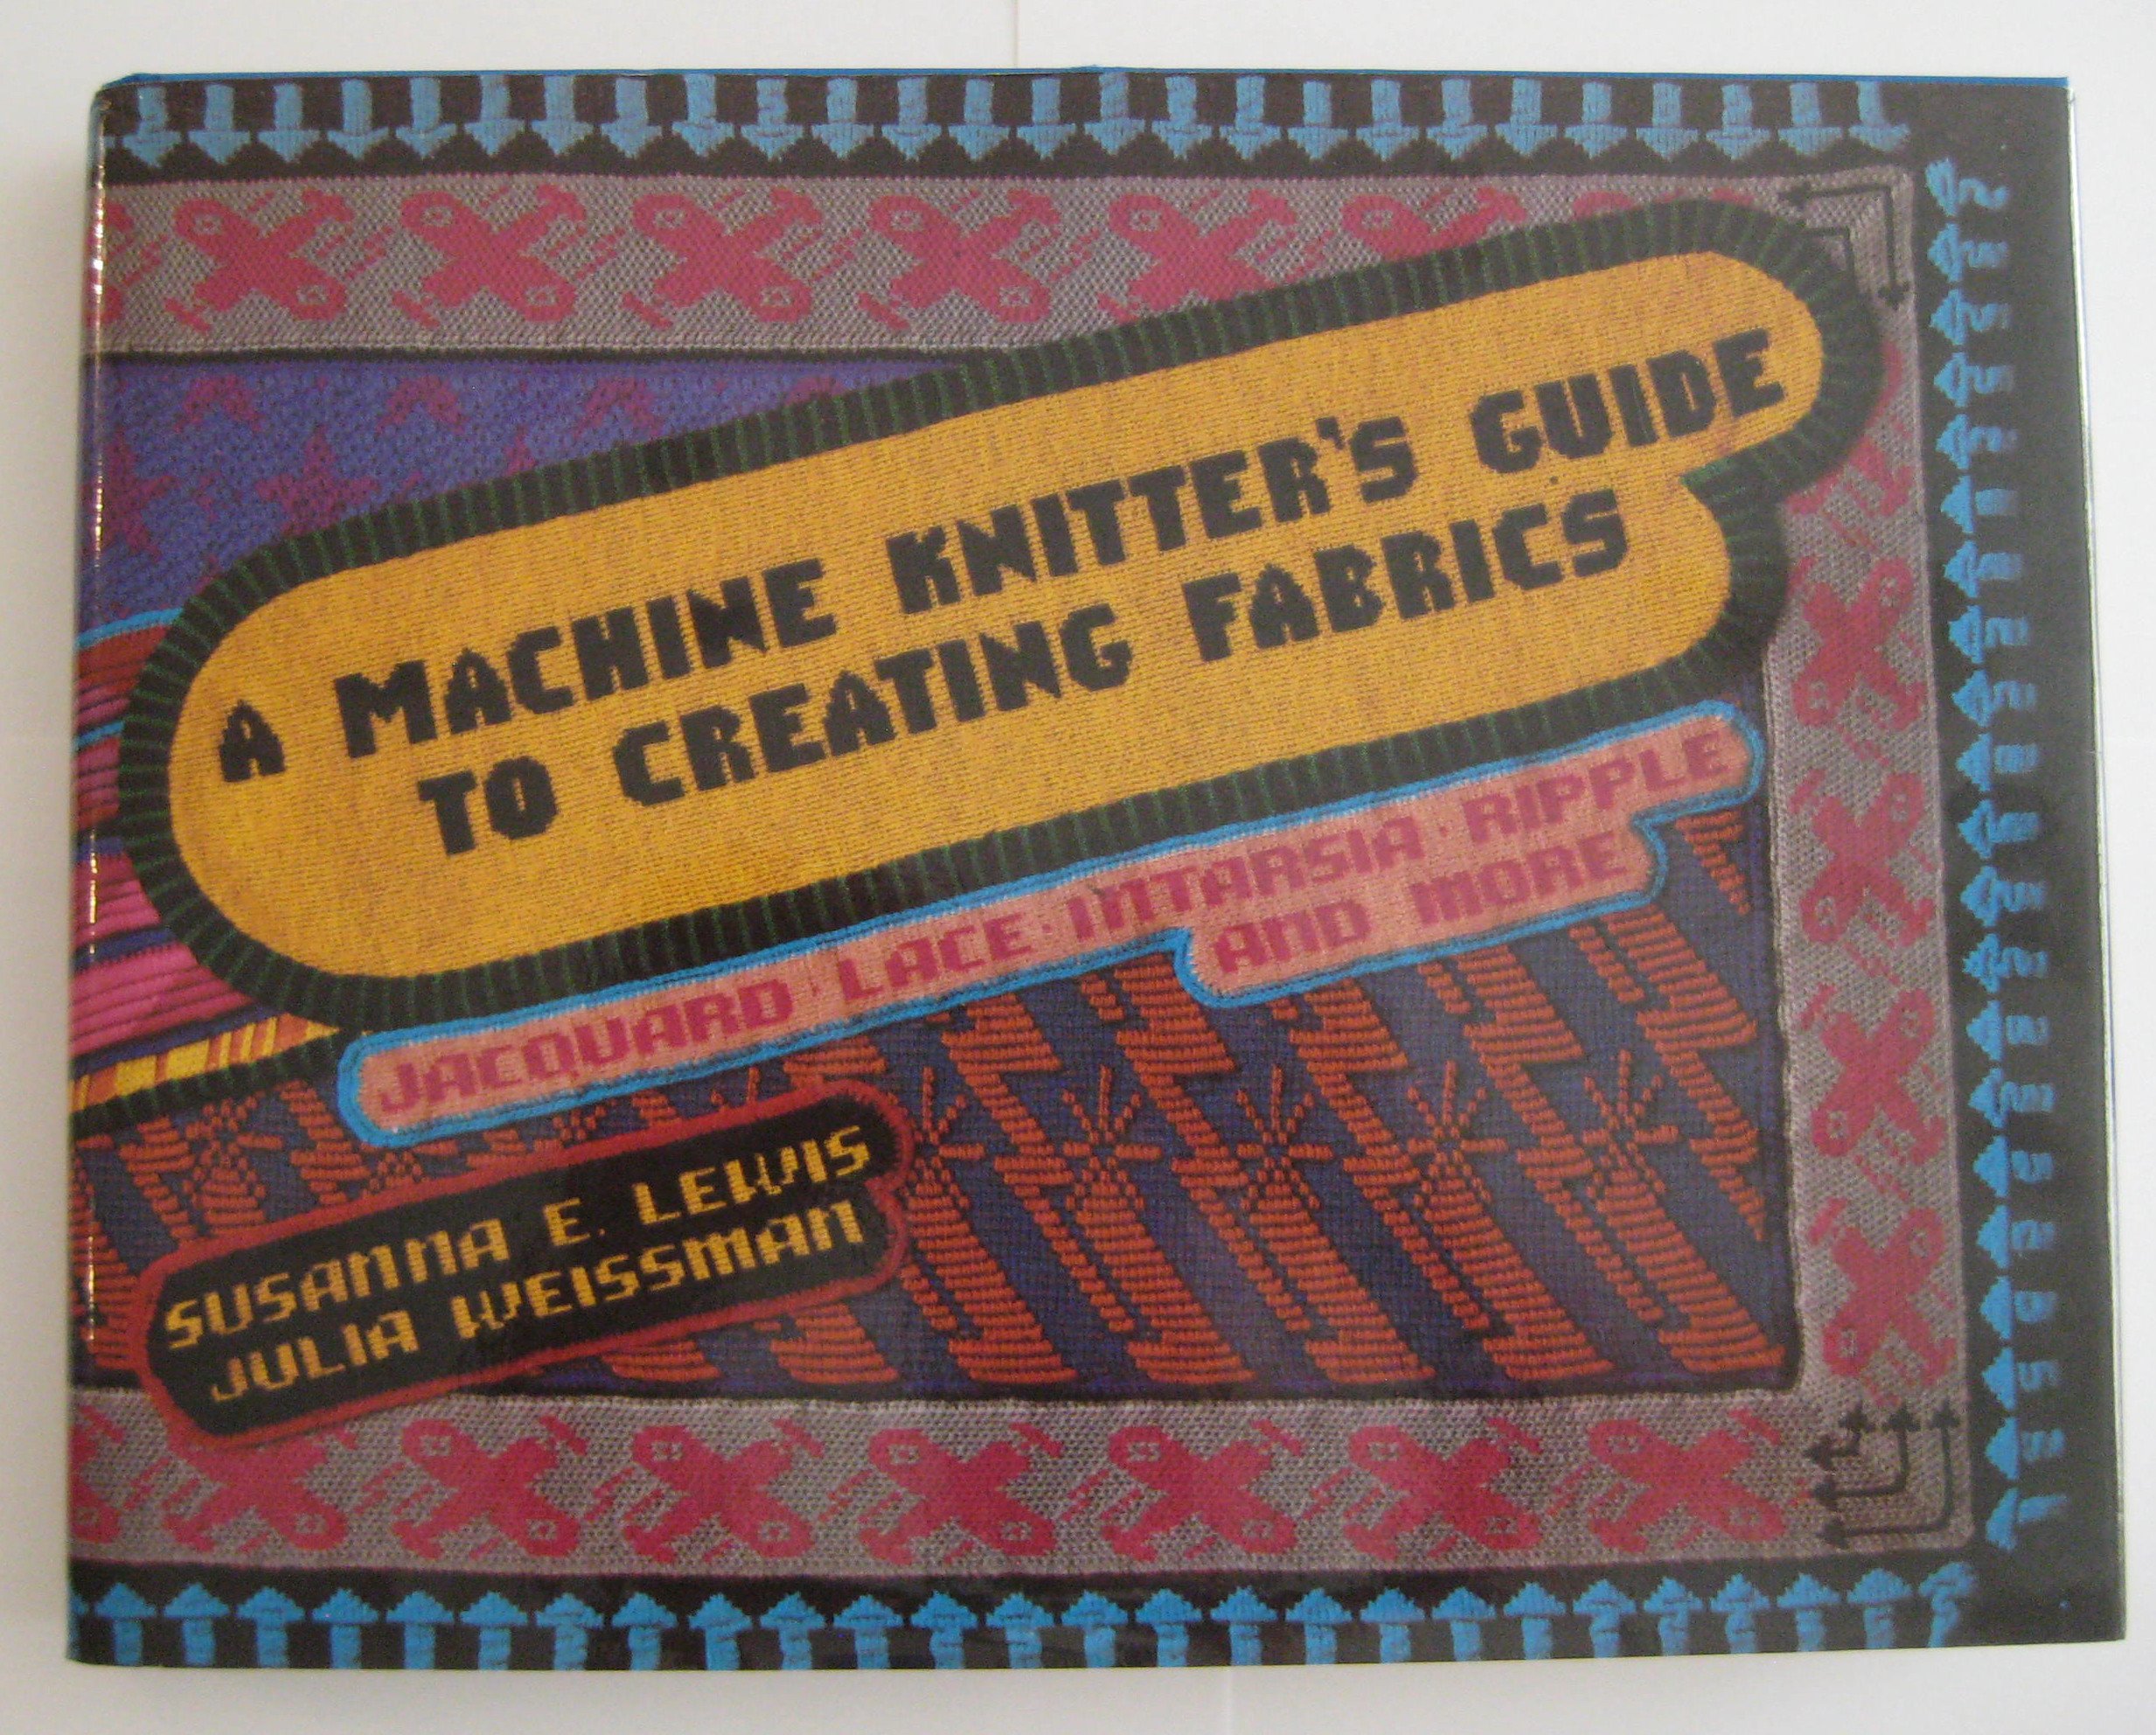 A MACHINE KNITTER'S GUIDE
TO CREATING FABRICS
JACQUARD · LACE · INTARSIA · RIPPLE
AND MORE
SUSANNA E. LEWIS
JULIA WEISSMAN